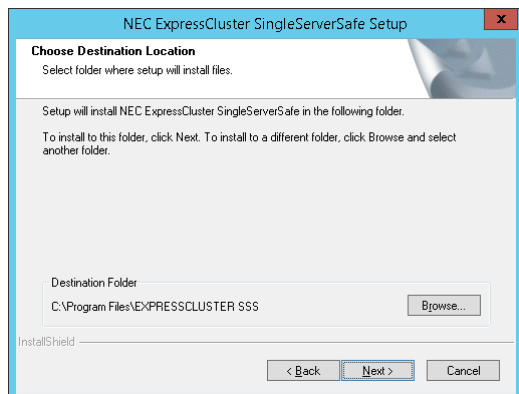 NEC ExpressCluster SingleServerSafe Setup
x
Choose Destination Location
Select folder where setup will install files.
Setup will install NEC ExpressCluster SingleServerSafe in the following folder.
To install to this folder, click Next. To install to a different folder, click Browse and select
another folder.
Destination Folder
C:\Program Files\EXPRESSCLUSTER SSS
Browse...
InstallShield
< Back
Next >
Cancel